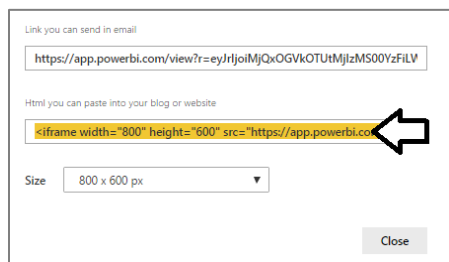 Link you can send in email
https://app.powerbi.com/view?r=eyJrIjoiMjQxOGVkOTUtMjIzMS00YzFiLW
Html you can paste into your blog or website
<iframe width="800" height="600" src="https://app.powerbi.co
Size 800 x 600 px
Close